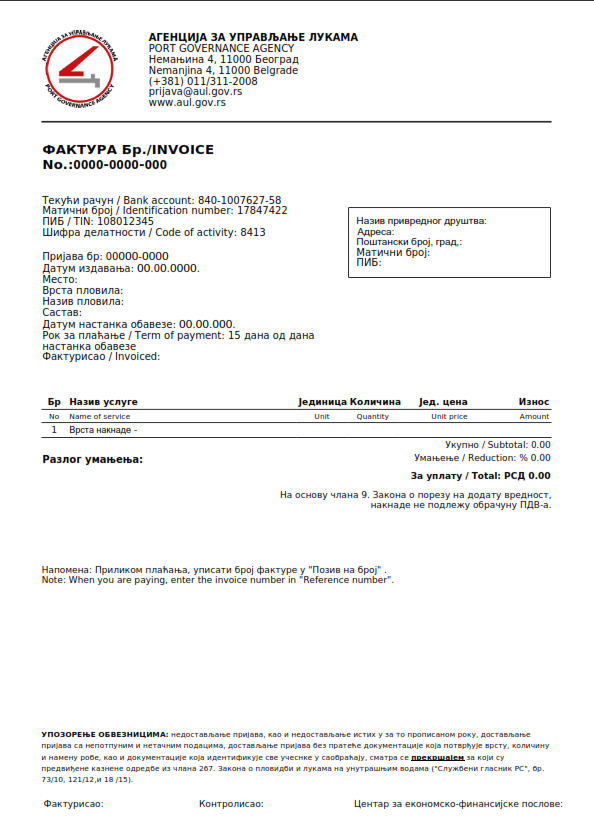 АГЕНЦИЈА ЗА УПРАВЉАЊЕ ЛУКАМА
PORT GOVERNANCE AGENCY
АГЕНЦИЈА ЗА УПРАВЉАЊЕ ЛУКАМА
PORT GOVERNANCE AGENCY
Немањина 4, 11000 Београд
Nemanjina 4, 11000 Belgrade
(+381) 011/311-2008
prijava@aul.gov.rs
www.aul.gov.rs
ФАКТУРА Бр./INVOICE
No.:0000-0000-000
Текући рачун / Bank account: 840-1007627-58
Матични број / Identification number: 17847422
ПИБ / TIN: 108012345
Шифра делатности / Code of activity: 8413
Назив привредног друштва:
Адреса:
Поштански број, град,:
Матични број:
ПИБ:
Пријава бр: 00000-0000
Датум издавања: 00.00.0000.
Место:
Врста пловила:
Назив пловила:
Састав:
Датум настанка обавезе: 00.00.000.
Рок за плаћање / Term of payment: 15 дана од дана
настанка обавезе
Фактурисао / Invoiced:
Бр Назив услуге Јединица Количина Јед. цена Износ
No Name of service Unit Quantity Unit price Amount
1 Врста накнаде -
Укупно / Subtotal: 0.00
Разлог умањења:
Умањење / Reduction: % 0.00
За уплату / Total: РСД 0.00
На основу члана 9. Закона о порезу на додату вредност,
накнаде не подлежу обрачуну ПДВ-а.
Напомена: Приликом плаћања, уписати број фактуре у "Позив на број" .
Note: When you are paying, enter the invoice number in "Reference number".
УПОЗОРЕЊЕ ОБВЕЗНИЦИМА: недостављање пријава, као и недостављање истих у за то прописаном року, достављање
пријава са непотпуним и нетачним подацима, достављање пријава без пратеће документације која потврђује врсту, количину
и намену робе, као и документације која идентификује све учеснике у саобраћају, сматра се прекршајем за који су
предвиђене казнене одредбе из члана 267. Закона о пловидби и лукама на унутрашњим водама ("Службени гласник РС", бр.
73/10, 121/12,и 18 /15).
Фактурисао: Контролисао: Центар за економско-финансијске послове: